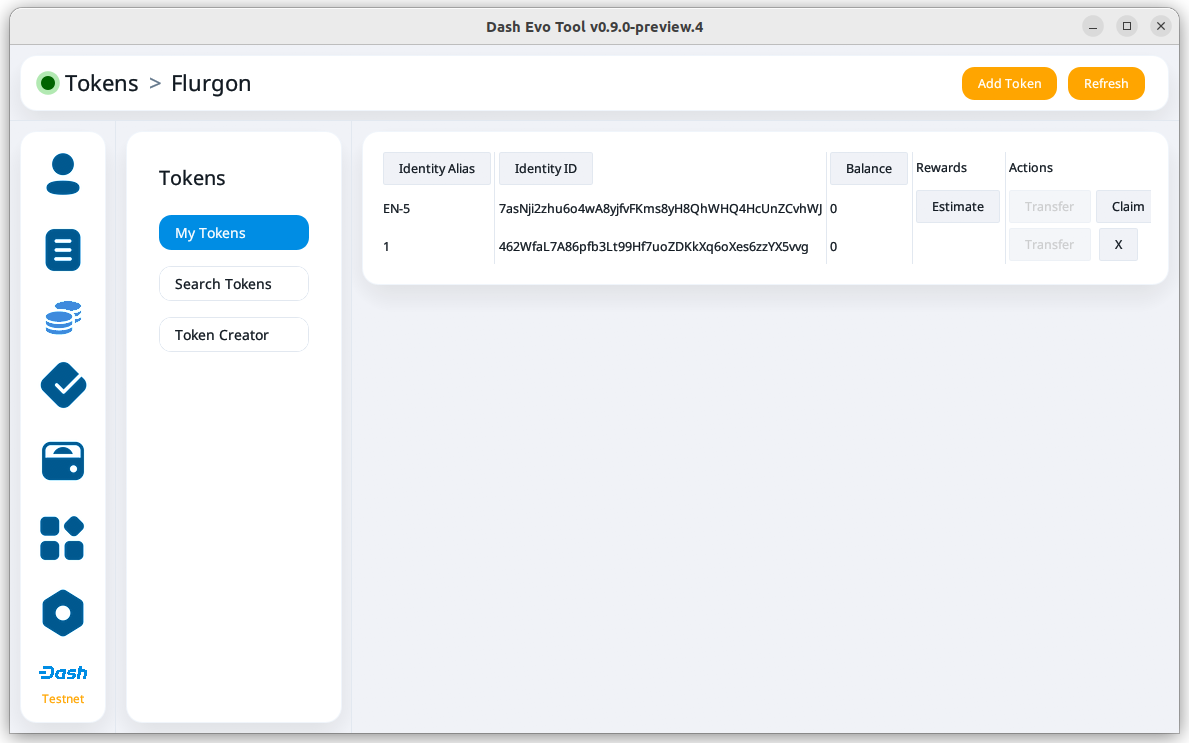 Dash Evo Tool v0.9.0-preview.4
Tokens > Flurgon
Add Token
Refresh
Tokens
My Tokens
Search Tokens
Token Creator
Identity Alias Identity ID Balance Rewards Actions
EN-5 7asNji2zhu6o4wA8yjfvFKms8yH8QhWHQ4HcUnZCvhWJ 0 Estimate Transfer Claim
1 462WfaL7A86pfb3Lt99Hf7uoZDKkXq6oXes6zzYX5vvg 0 Transfer X
Dash
Testnet